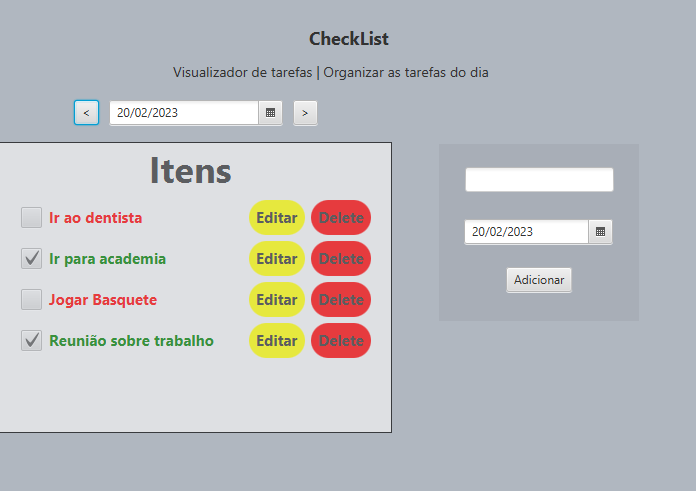 CheckList
Visualizador de tarefas | Organizar as tarefas do dia
< 20/02/2023 >
Itens
Ir ao dentista Editar Delete
Ir para academia Editar Delete
Jogar Basquete Editar Delete
Reunião sobre trabalho Editar Delete
20/02/2023
Adicionar